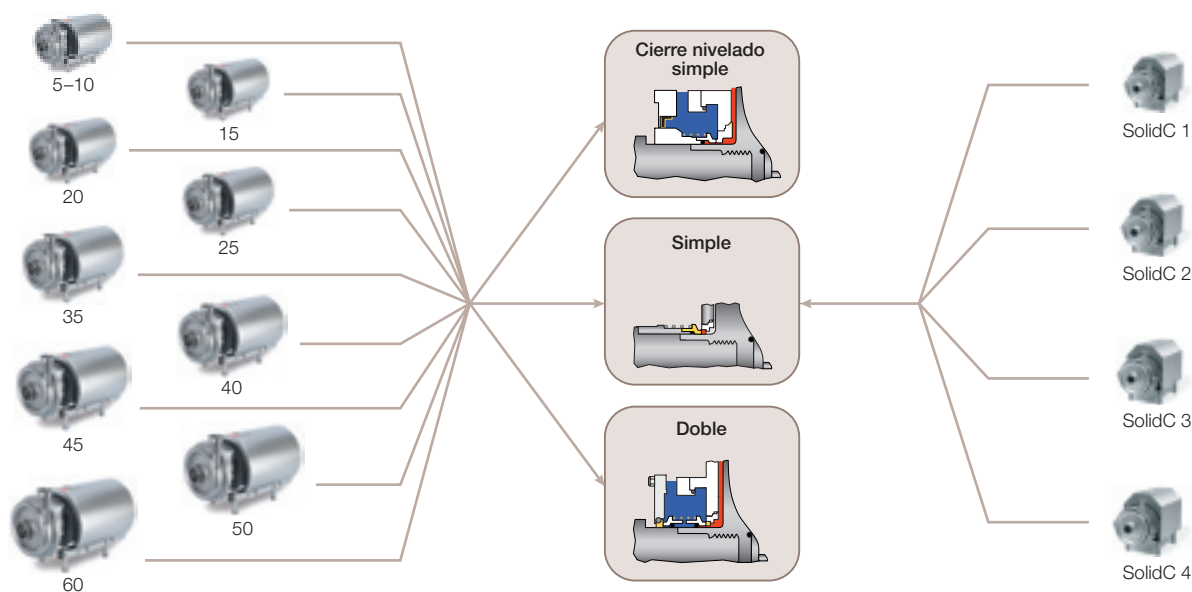 5–10
15
20
25
35
40
45
50
60
Cierre nivelado
simple
Simple
Doble
SolidC 1
SolidC 2
SolidC 3
SolidC 4